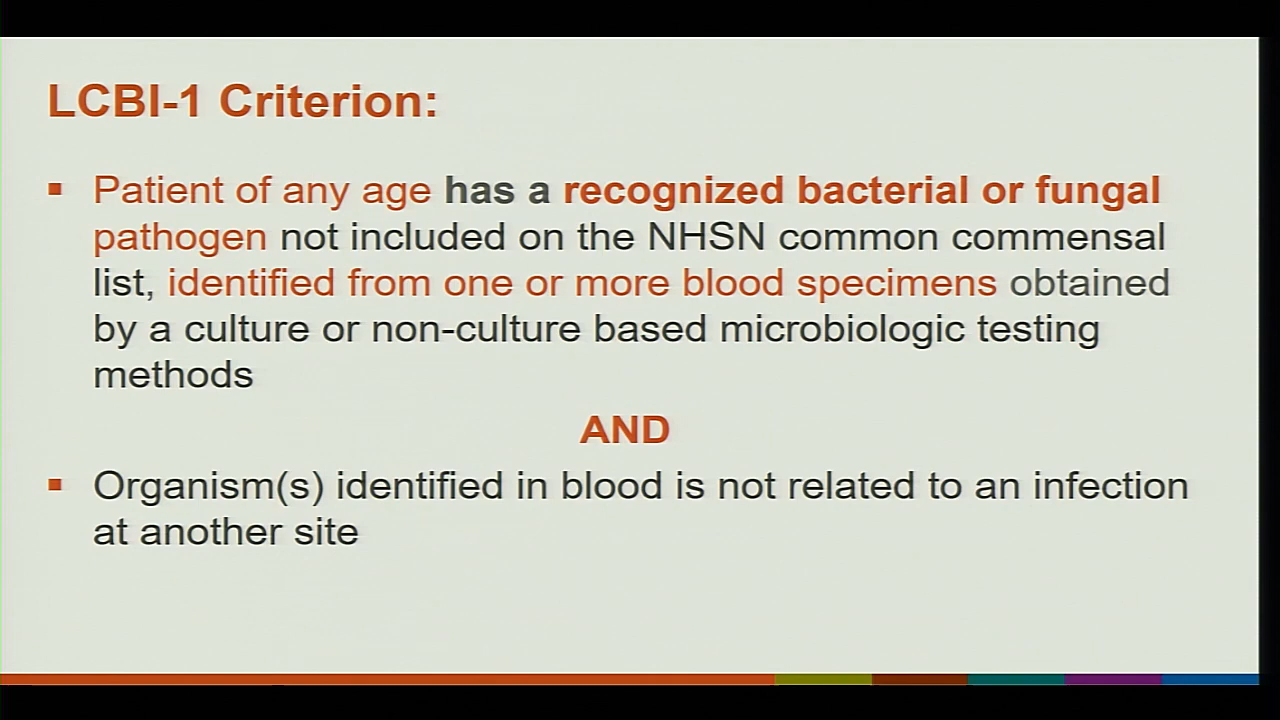 LCBI-1 Criterion:
▪ Patient of any age has a recognized bacterial or fungal
pathogen not included on the NHSN common commensal
list, identified from one or more blood specimens obtained
by a culture or non-culture based microbiologic testing
methods
AND
▪ Organism(s) identified in blood is not related to an infection
at another site